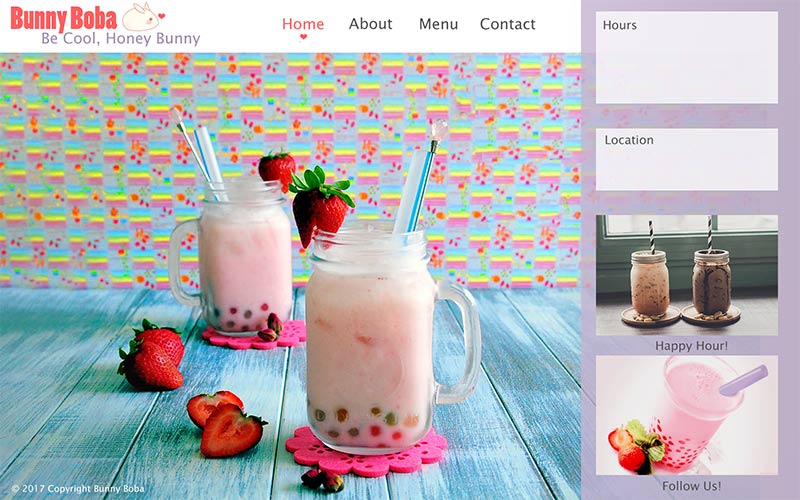 Bunny Boba
Be Cool, Honey Bunny
Home
About
Menu
Contact
Hours
Location
Happy Hour!
Follow Us!
© 2017 Copyright Bunny Boba